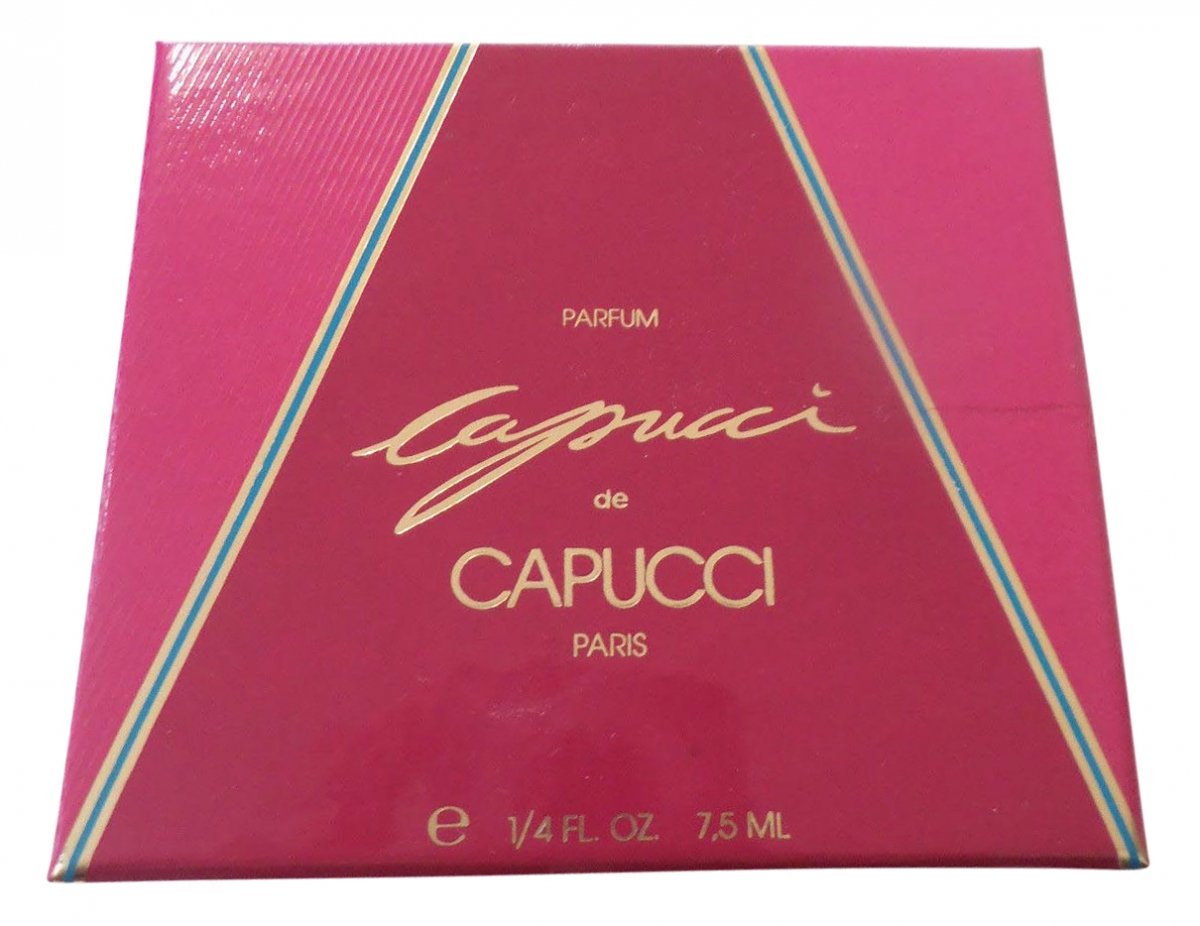 PARFUM
Capucci
de
CAPUCCI
PARIS
℮ 1/4 FL. OZ. 7,5 ML